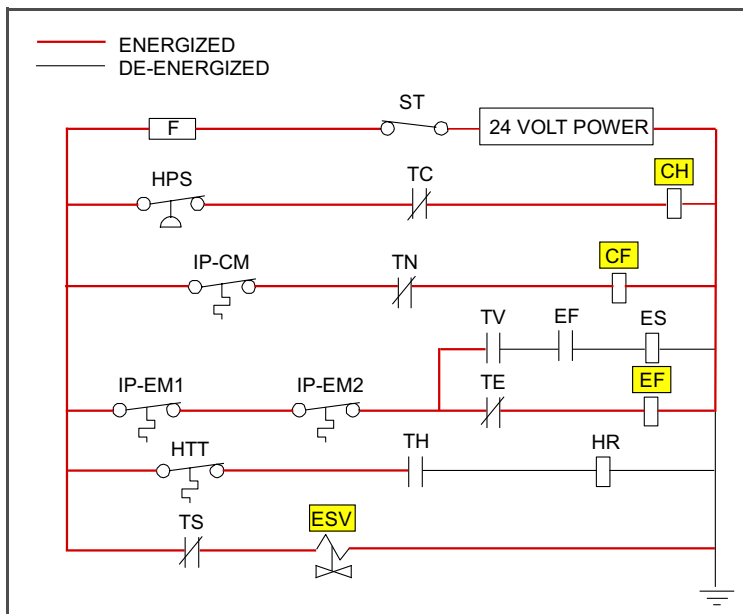 ENERGIZED
DE-ENERGIZED
F
ST
24 VOLT POWER
HPS
TC
CH
IP-CM
TN
CF
TV
EF
ES
IP-EM1
IP-EM2
TE
EF
HTT
TH
HR
TS
ESV